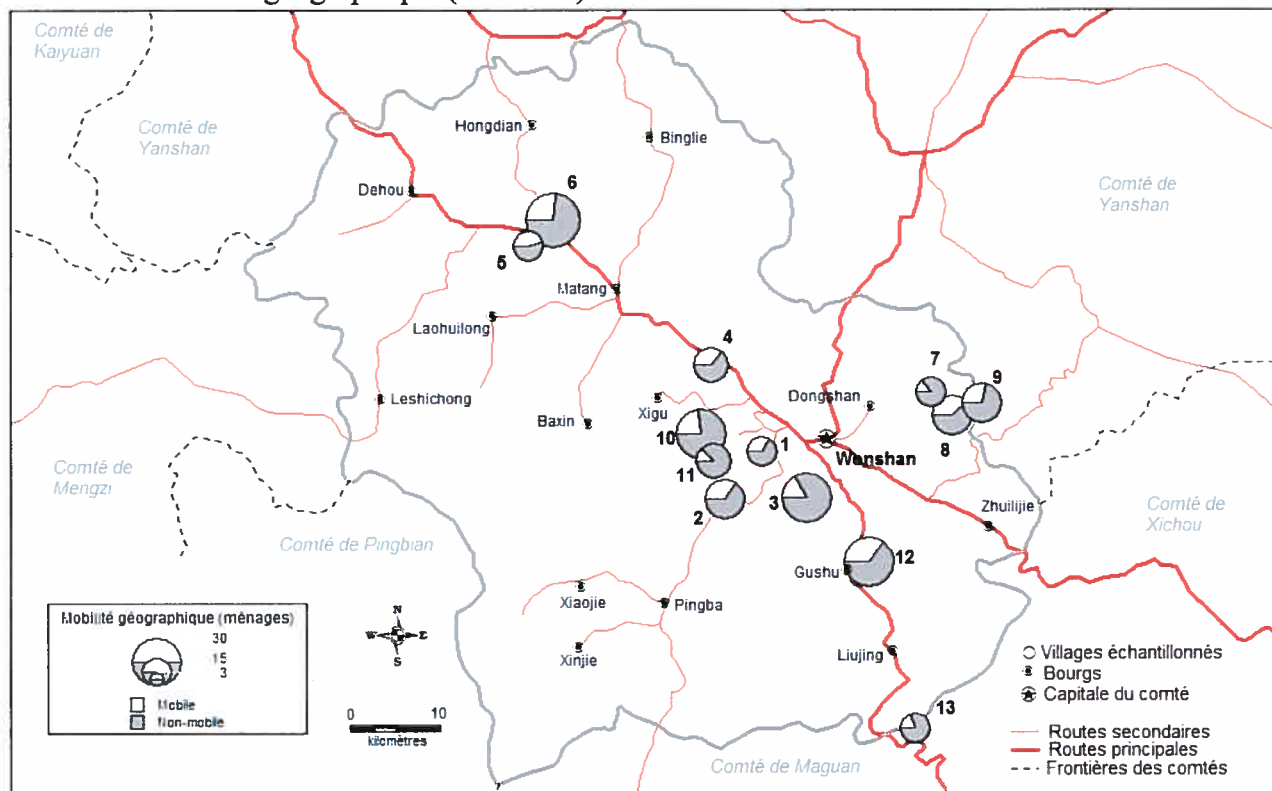 Comté de
Kaiyuan
Comté de
Yanshan
Hongdian
Binglie
Dehou
6
Comté de
Yanshan
5
Matang
Laohuilong
4
7
9
Leshichong
Xigu
Dongshan
Baxin
10
1
8
Wenshan
11
Comté de
Mengzi
2
3
Zhuilijie
Comté de
Xichou
Comté de Pingbian
12
Gushu
Xiaojie
Pingba
Mobilité géographique (ménages)
30
15
3
Mobile
Non-mobile
N
W E
S
Xinjie
Liujing
Villages échantillonnés
Bourgs
Capitale du comté
0 10
kilomètres
13
Routes secondaires
Routes principales
Frontières des comtés
Comté de Maguan